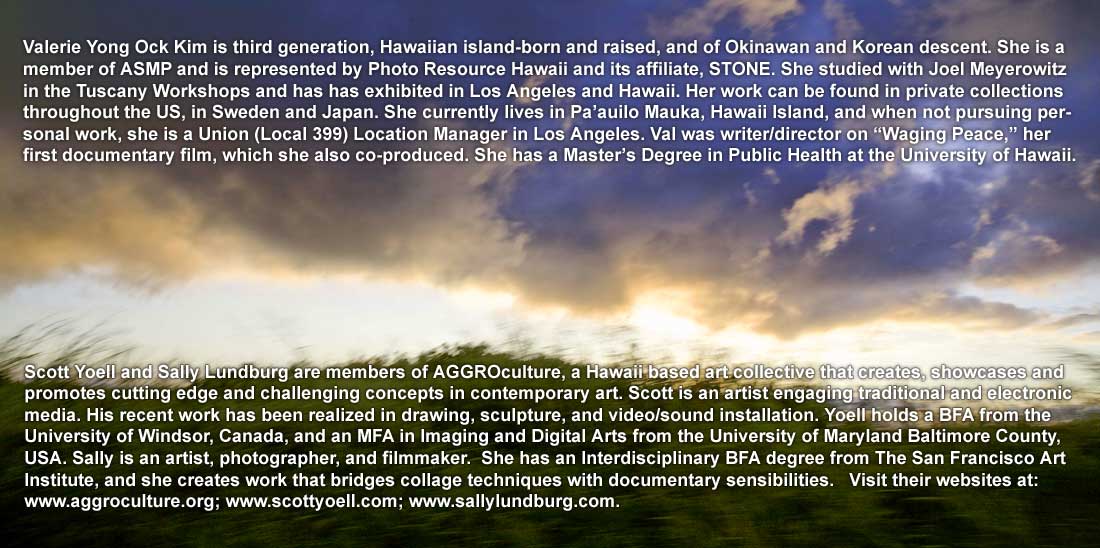 Valerie Yong Ock Kim is third generation, Hawaiian island-born and raised, and of Okinawan and Korean descent. She is a
member of ASMP and is represented by Photo Resource Hawaii and its affiliate, STONE. She studied with Joel Meyerowitz
in the Tuscany Workshops and has has exhibited in Los Angeles and Hawaii. Her work can be found in private collections
throughout the US, in Sweden and Japan. She currently lives in Pa’auilo Mauka, Hawaii Island, and when not pursuing per-
sonal work, she is a Union (Local 399) Location Manager in Los Angeles. Val was writer/director on “Waging Peace,” her
first documentary film, which she also co-produced. She has a Master’s Degree in Public Health at the University of Hawaii.
Scott Yoell and Sally Lundburg are members of AGGROculture, a Hawaii based art collective that creates, showcases and
promotes cutting edge and challenging concepts in contemporary art. Scott is an artist engaging traditional and electronic
media. His recent work has been realized in drawing, sculpture, and video/sound installation. Yoell holds a BFA from the
University of Windsor, Canada, and an MFA in Imaging and Digital Arts from the University of Maryland Baltimore County,
USA. Sally is an artist, photographer, and filmmaker.  She has an Interdisciplinary BFA degree from The San Francisco Art
Institute, and she creates work that bridges collage techniques with documentary sensibilities.   Visit their websites at:
www.aggroculture.org; www.scottyoell.com; www.sallylundburg.com.